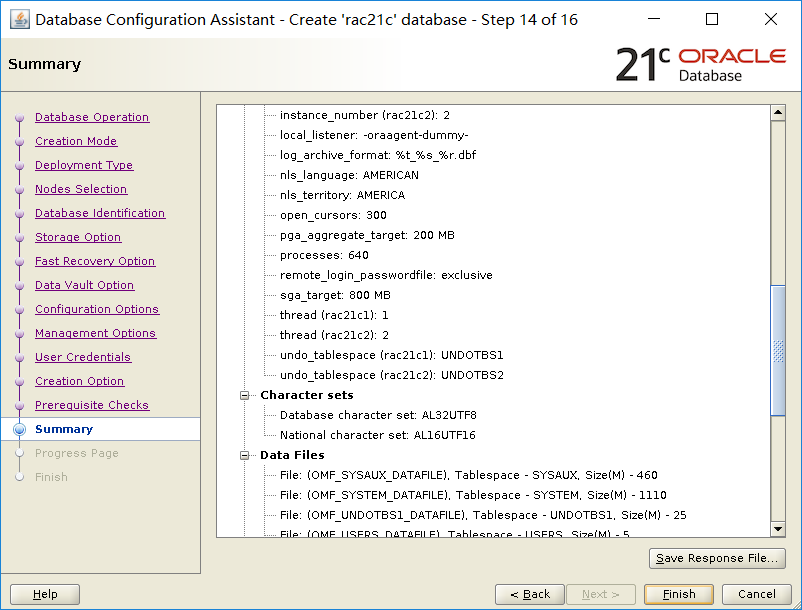 Database Configuration Assistant - Create 'rac21c' database - Step 14 of 16
Summary
21c ORACLE
Database
Database Operation
Creation Mode
Deployment Type
Nodes Selection
Database Identification
Storage Option
Fast Recovery Option
Data Vault Option
Configuration Options
Management Options
User Credentials
Creation Option
Prerequisite Checks
Summary
Progress Page
Finish
instance_number (rac21c2): 2
local_listener: -oraagent-dummy-
log_archive_format: %t_%s_%r.dbf
nls_language: AMERICAN
nls_territory: AMERICA
open_cursors: 300
pga_aggregate_target: 200 MB
processes: 640
remote_login_passwordfile: exclusive
sga_target: 800 MB
thread (rac21c1): 1
thread (rac21c2): 2
undo_tablespace (rac21c1): UNDOTBS1
undo_tablespace (rac21c2): UNDOTBS2
Character sets
Database character set: AL32UTF8
National character set: AL16UTF16
Data Files
File: (OMF_SYSAUX_DATAFILE), Tablespace - SYSAUX, Size(M) - 460
File: (OMF_SYSTEM_DATAFILE), Tablespace - SYSTEM, Size(M) - 1110
File: (OMF_UNDOTBS1_DATAFILE), Tablespace - UNDOTBS1, Size(M) - 25
File: (OMF_USERS_DATAFILE), Tablespace - USERS, Size(M) - 5
Save Response File...
Help
< Back
Next >
Finish
Cancel